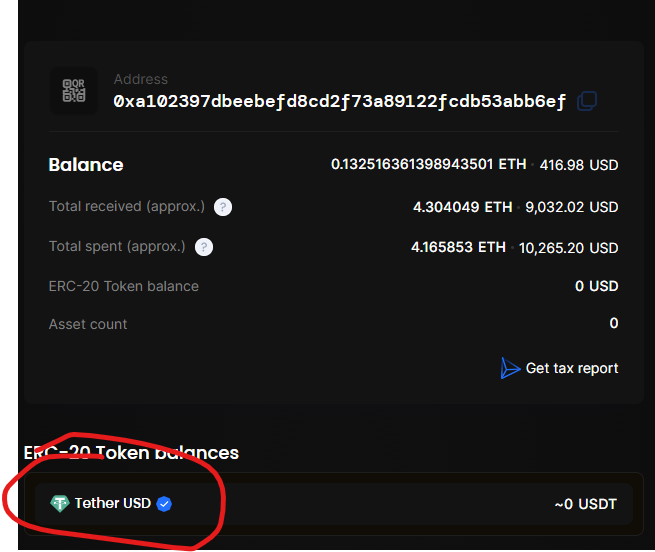 QR
Address
0xa102397dbeebefd8cd2f73a89122fcdb53abb6ef
Balance 0.132516361398943501 ETH · 416.98 USD
Total received (approx.) ? 4.304049 ETH · 9,032.02 USD
Total spent (approx.) ? 4.165853 ETH · 10,265.20 USD
ERC-20 Token balance 0 USD
Asset count 0
Get tax report
ERC-20 Token balances
Tether USD ~0 USDT